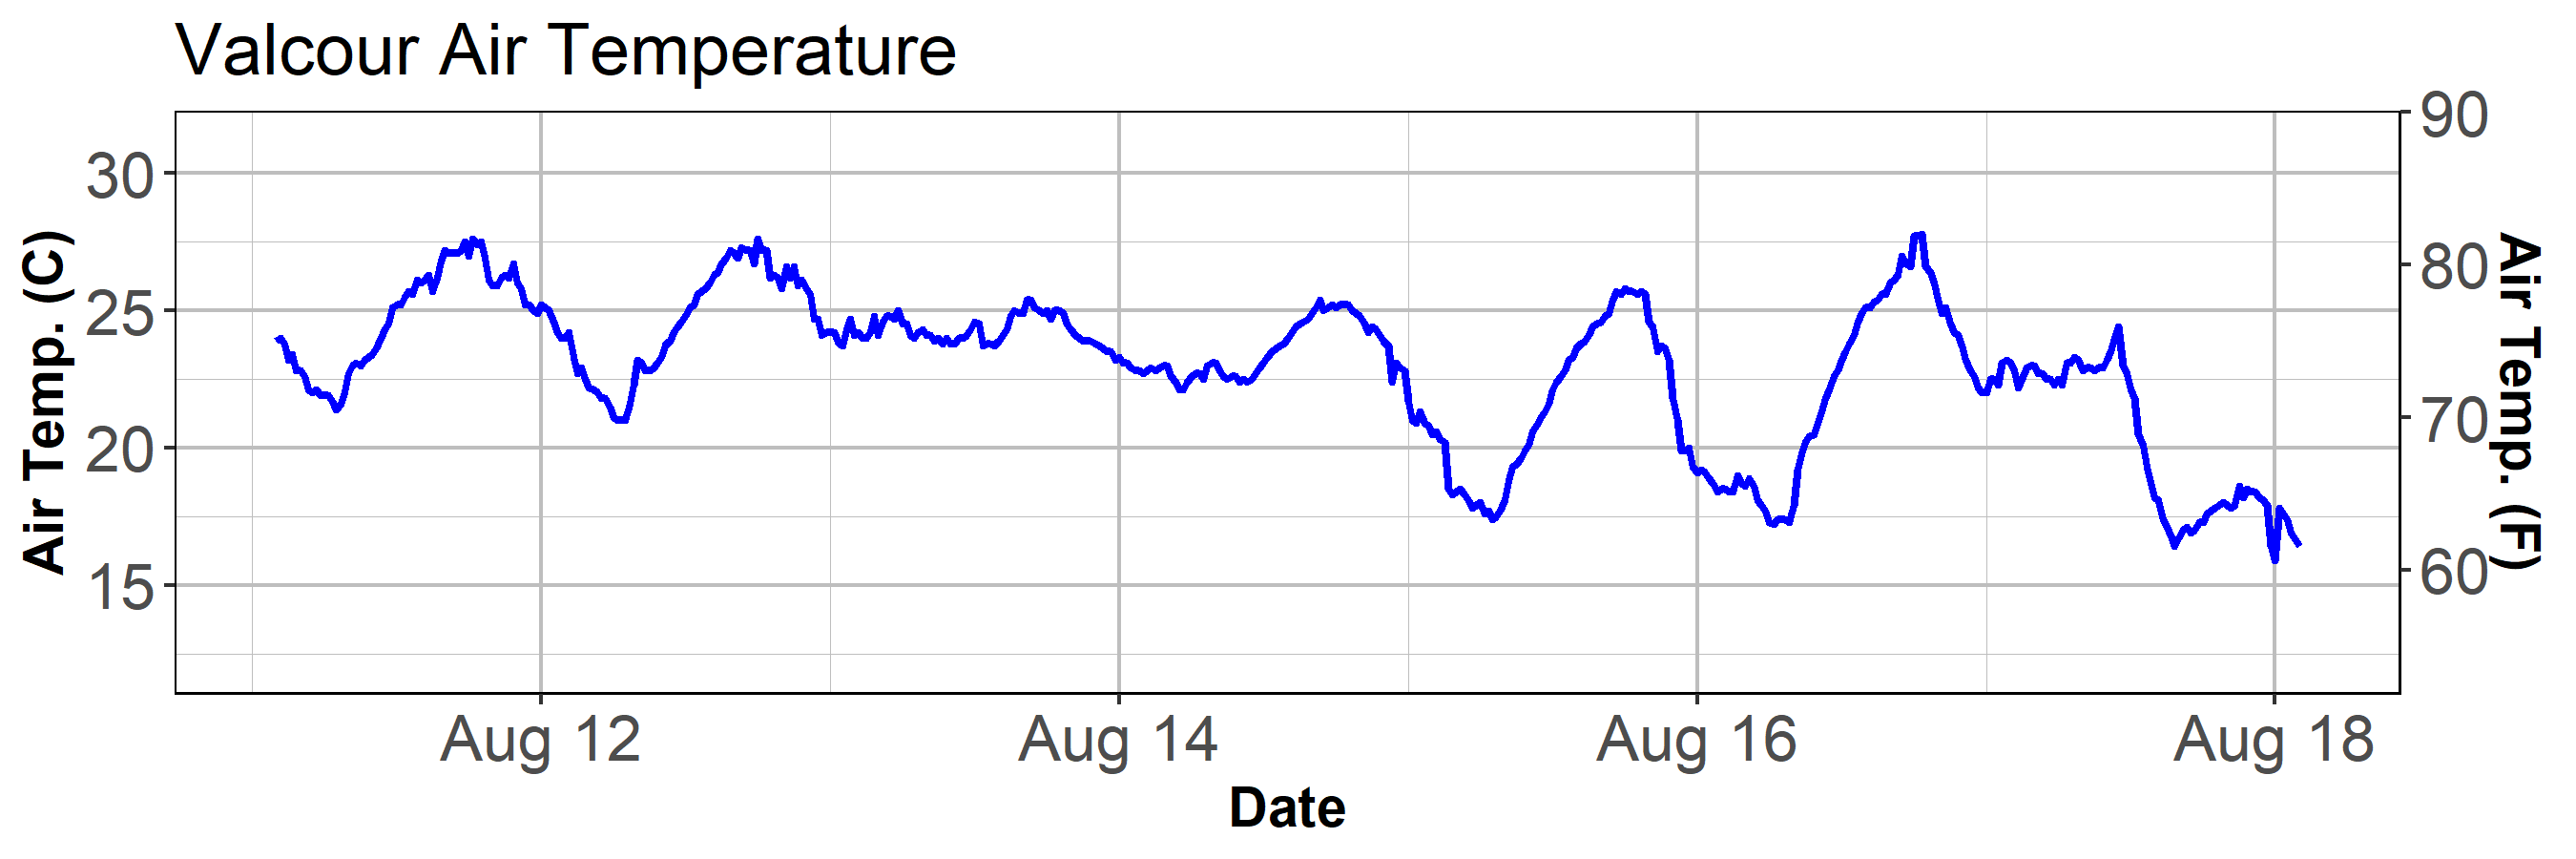 Valcour Air Temperature
Air Temp. (C)
30
25
20
15
90
80
70
60
Air Temp. (F)
Aug 12
Aug 14
Aug 16
Aug 18
Date